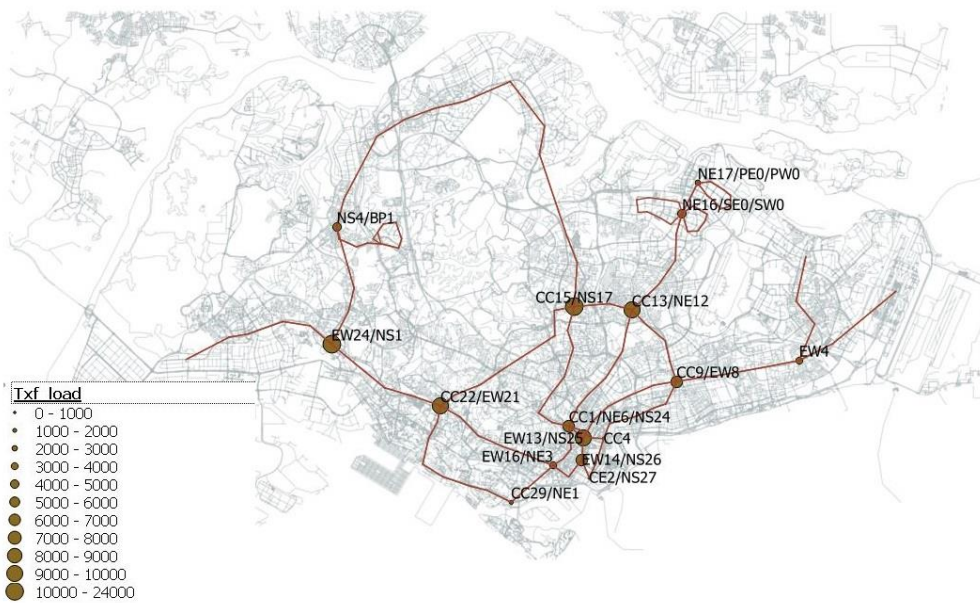 NE17/PE0/PW0
NE16/SE0/SW0
NS4/BP1
CC15/NS17
CC13/NE12
EW24/NS1
EW4
CC9/EW8
Txf_load
CC22/EW21
0 - 1000
CC1/NE6/NS24
1000 - 2000
EW13/NS25
CC4
2000 - 3000
EW16/NE3
EW14/NS26
3000 - 4000
CE2/NS27
4000 - 5000
CC29/NE1
5000 - 6000
6000 - 7000
7000 - 8000
8000 - 9000
9000 - 10000
10000 - 24000